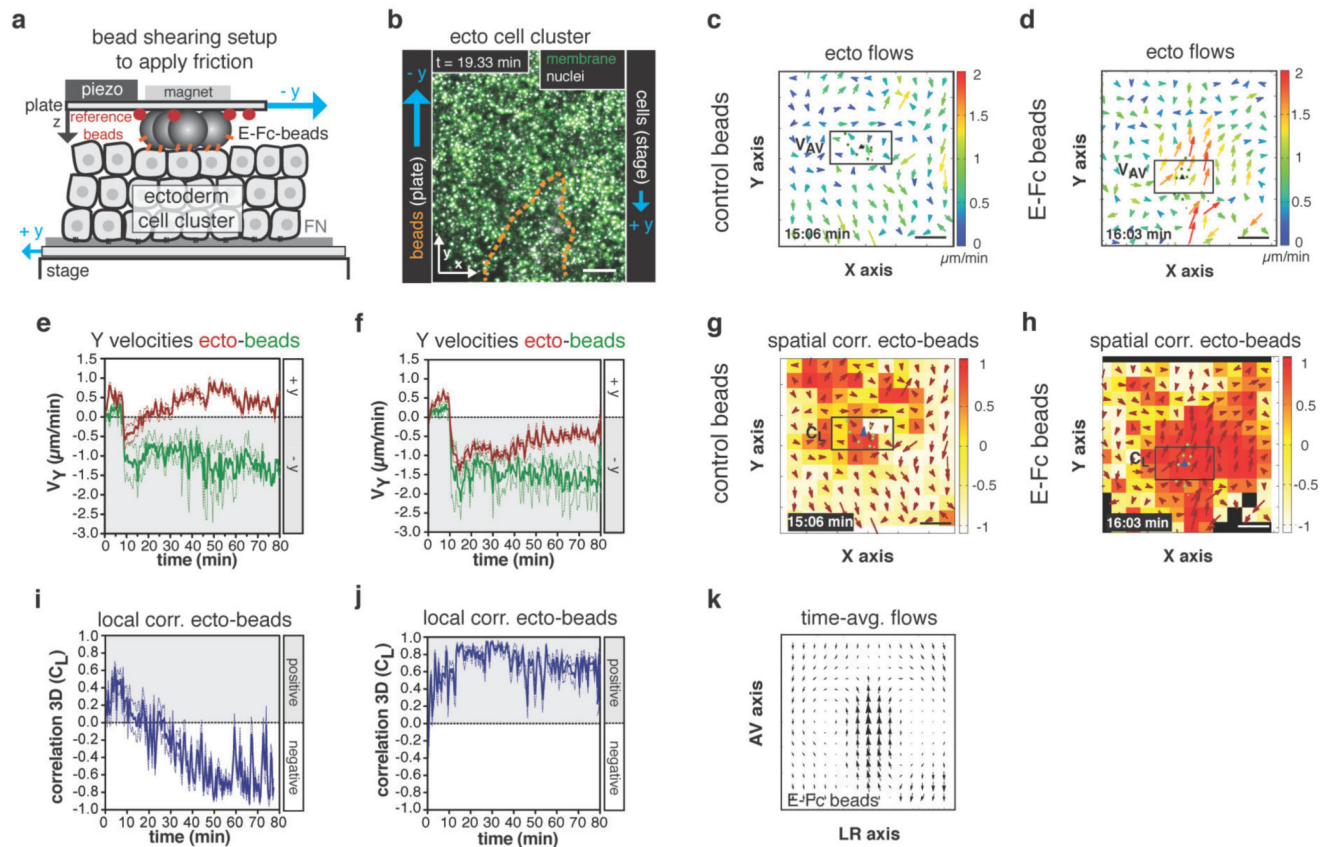 a
bead shearing setup
to apply friction
piezo
magnet
- y
plate
z
reference
beads
E-Fc-beads
ectoderm
cell cluster
FN
+ y
stage
b
ecto cell cluster
t = 19.33 min
membrane
nuclei
- y
beads (plate)
cells (stage)
+ y
y
x
c
ecto flows
control beads
Y axis
VAV
15:06 min
X axis
2
1.5
1
0.5
0
µm/min
d
ecto flows
E-Fc beads
Y axis
VAV
16:03 min
X axis
2
1.5
1
0.5
0
µm/min
e
Y velocities ecto-beads
VY (µm/min)
1.5
1.0
0.5
0.0
-0.5
-1.0
-1.5
-2.0
-2.5
-3.0
0 10 20 30 40 50 60 70 80
time (min)
+ y
- y
f
Y velocities ecto-beads
VY (µm/min)
1.5
1.0
0.5
0.0
-0.5
-1.0
-1.5
-2.0
-2.5
-3.0
0 10 20 30 40 50 60 70 80
time (min)
+ y
- y
g
spatial corr. ecto-beads
control beads
Y axis
CL
15:06 min
X axis
1
0.5
0
-0.5
-1
h
spatial corr. ecto-beads
E-Fc beads
Y axis
CL
16:03 min
X axis
1
0.5
0
-0.5
-1
i
local corr. ecto-beads
correlation 3D (CL)
1.0
0.8
0.6
0.4
0.2
0.0
-0.2
-0.4
-0.6
-0.8
-1.0
0 10 20 30 40 50 60 70 80
time (min)
positive
negative
j
local corr. ecto-beads
correlation 3D (CL)
1.0
0.8
0.6
0.4
0.2
0.0
-0.2
-0.4
-0.6
-0.8
-1.0
0 10 20 30 40 50 60 70 80
time (min)
positive
negative
k
time-avg. flows
AV axis
E-Fc beads
LR axis